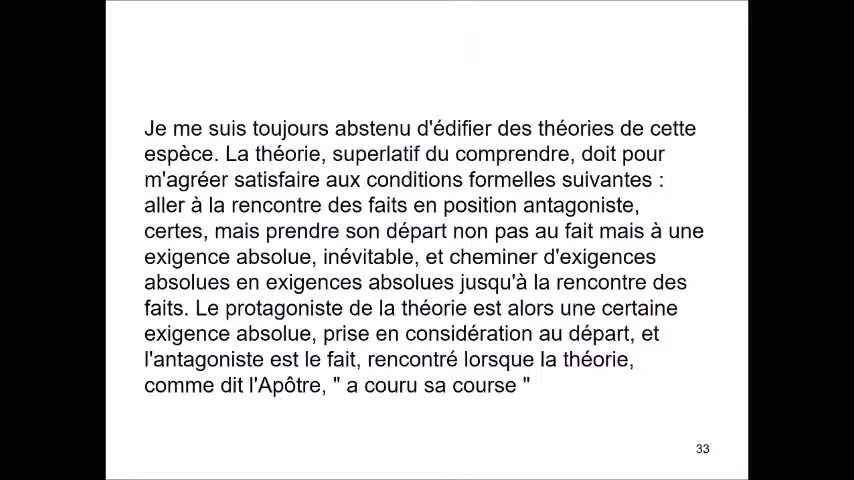 Je me suis toujours abstenu d'édifier des théories de cette
espèce. La théorie, superlatif du comprendre, doit pour
m'agréer satisfaire aux conditions formelles suivantes :
aller à la rencontre des faits en position antagoniste,
certes, mais prendre son départ non pas au fait mais à une
exigence absolue, inévitable, et cheminer d'exigences
absolues en exigences absolues jusqu'à la rencontre des
faits. Le protagoniste de la théorie est alors une certaine
exigence absolue, prise en considération au départ, et
l'antagoniste est le fait, rencontré lorsque la théorie,
comme dit l'Apôtre, " a couru sa course "
33